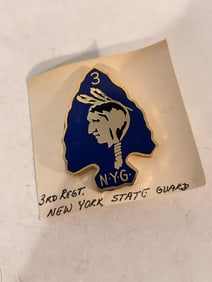 3
N·Y·G·
3RD REGT.
NEW YORK STATE GUARD